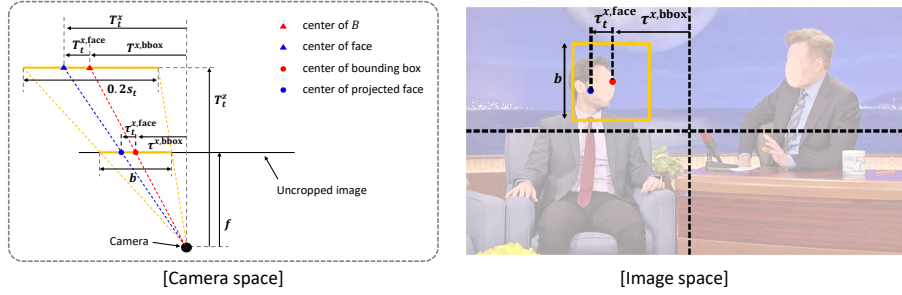 T_t^x
T_t^{x,face} T^{x,bbox}
0.2s_t
T_t^z
τ_t^{x,face}
τ^{x,bbox}
b
f
Camera
Uncropped image
center of B
center of face
center of bounding box
center of projected face
[Camera space]
τ_t^{x,face} τ^{x,bbox}
b
[Image space]